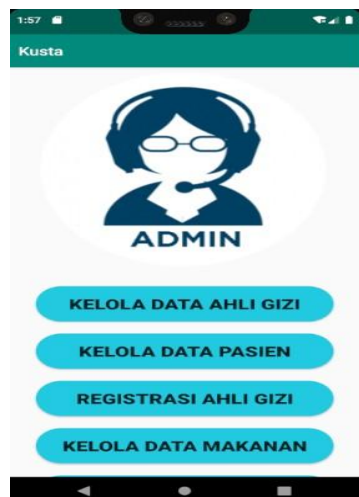 1:57
Kusta
ADMIN
KELOLA DATA AHLI GIZI
KELOLA DATA PASIEN
REGISTRASI AHLI GIZI
KELOLA DATA MAKANAN